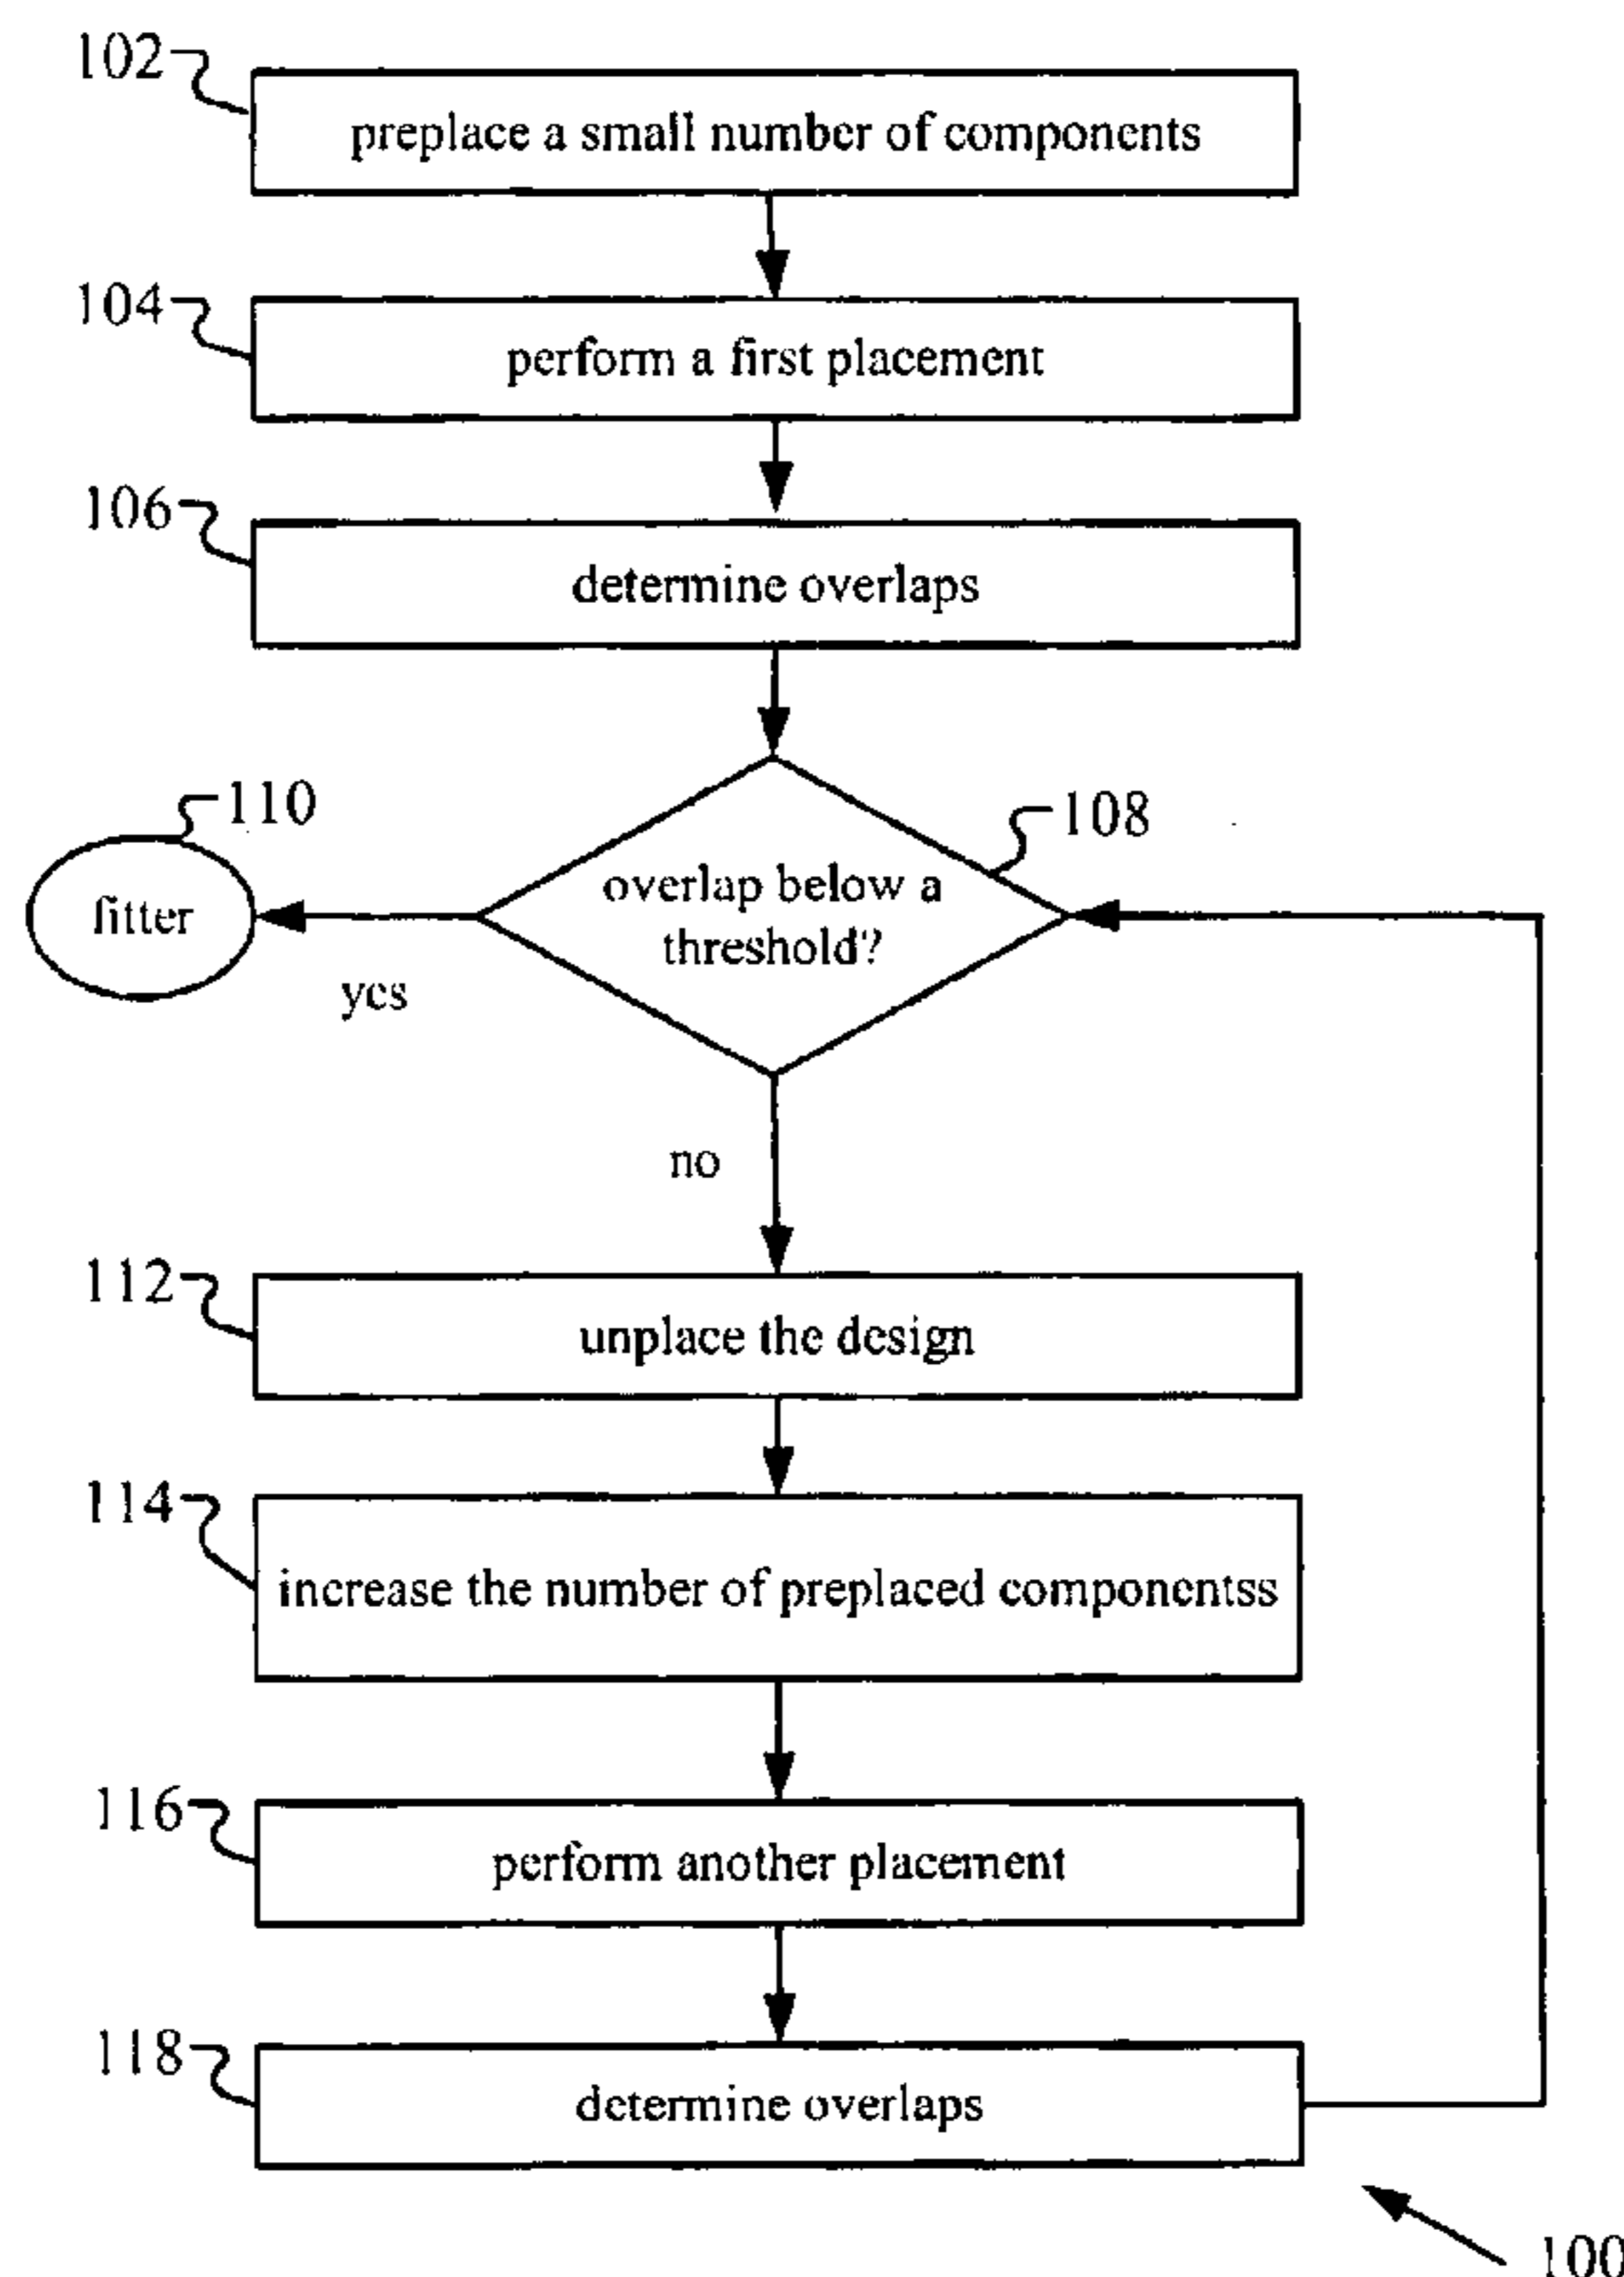 102
preplace a small number of components
104
perform a first placement
106
determine overlaps
110
108
fitter
overlap below a
threshold?
yes
no
112
unplace the design
114
increase the number of preplaced componentss
116
perform another placement
118
determine overlaps
100